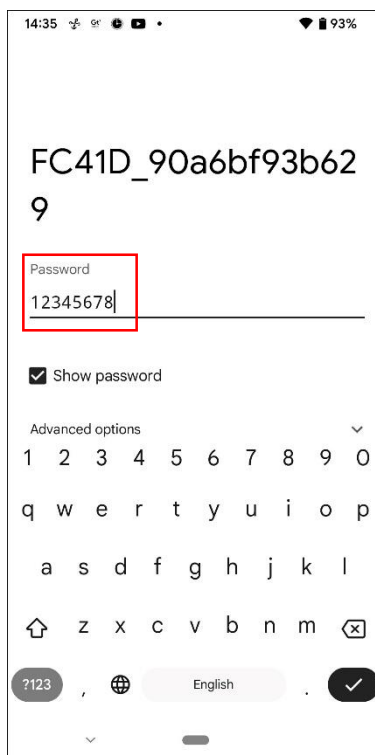 14:35 93%
FC41D_90a6bf93b62
9
Password
12345678
Show password
Advanced options
1 2 3 4 5 6 7 8 9 0
q w e r t y u i o p
a s d f g h j k l
z x c v b n m
?123 , English .